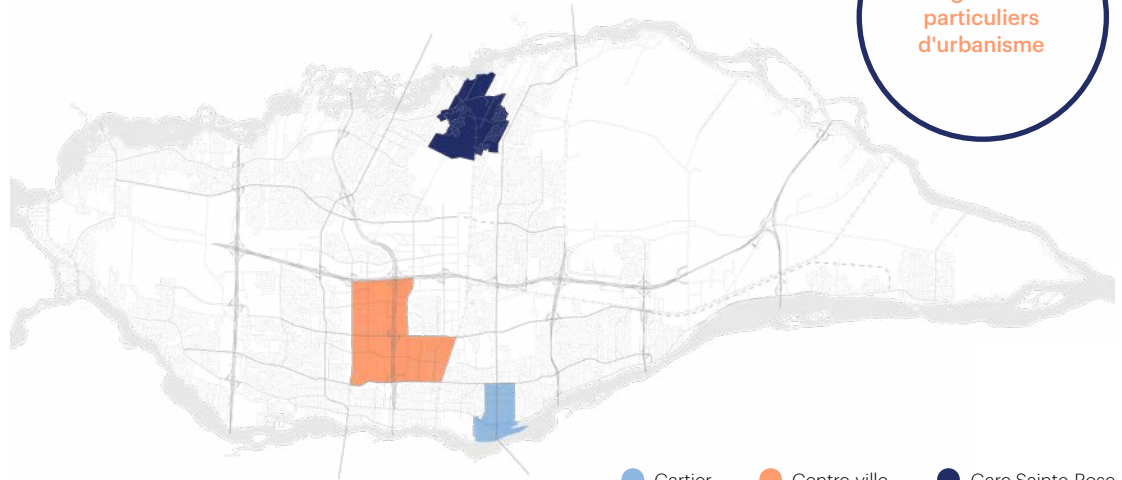 particuliers
d'urbanisme
Cartier
Centre-ville
Gare Sainte-Rose